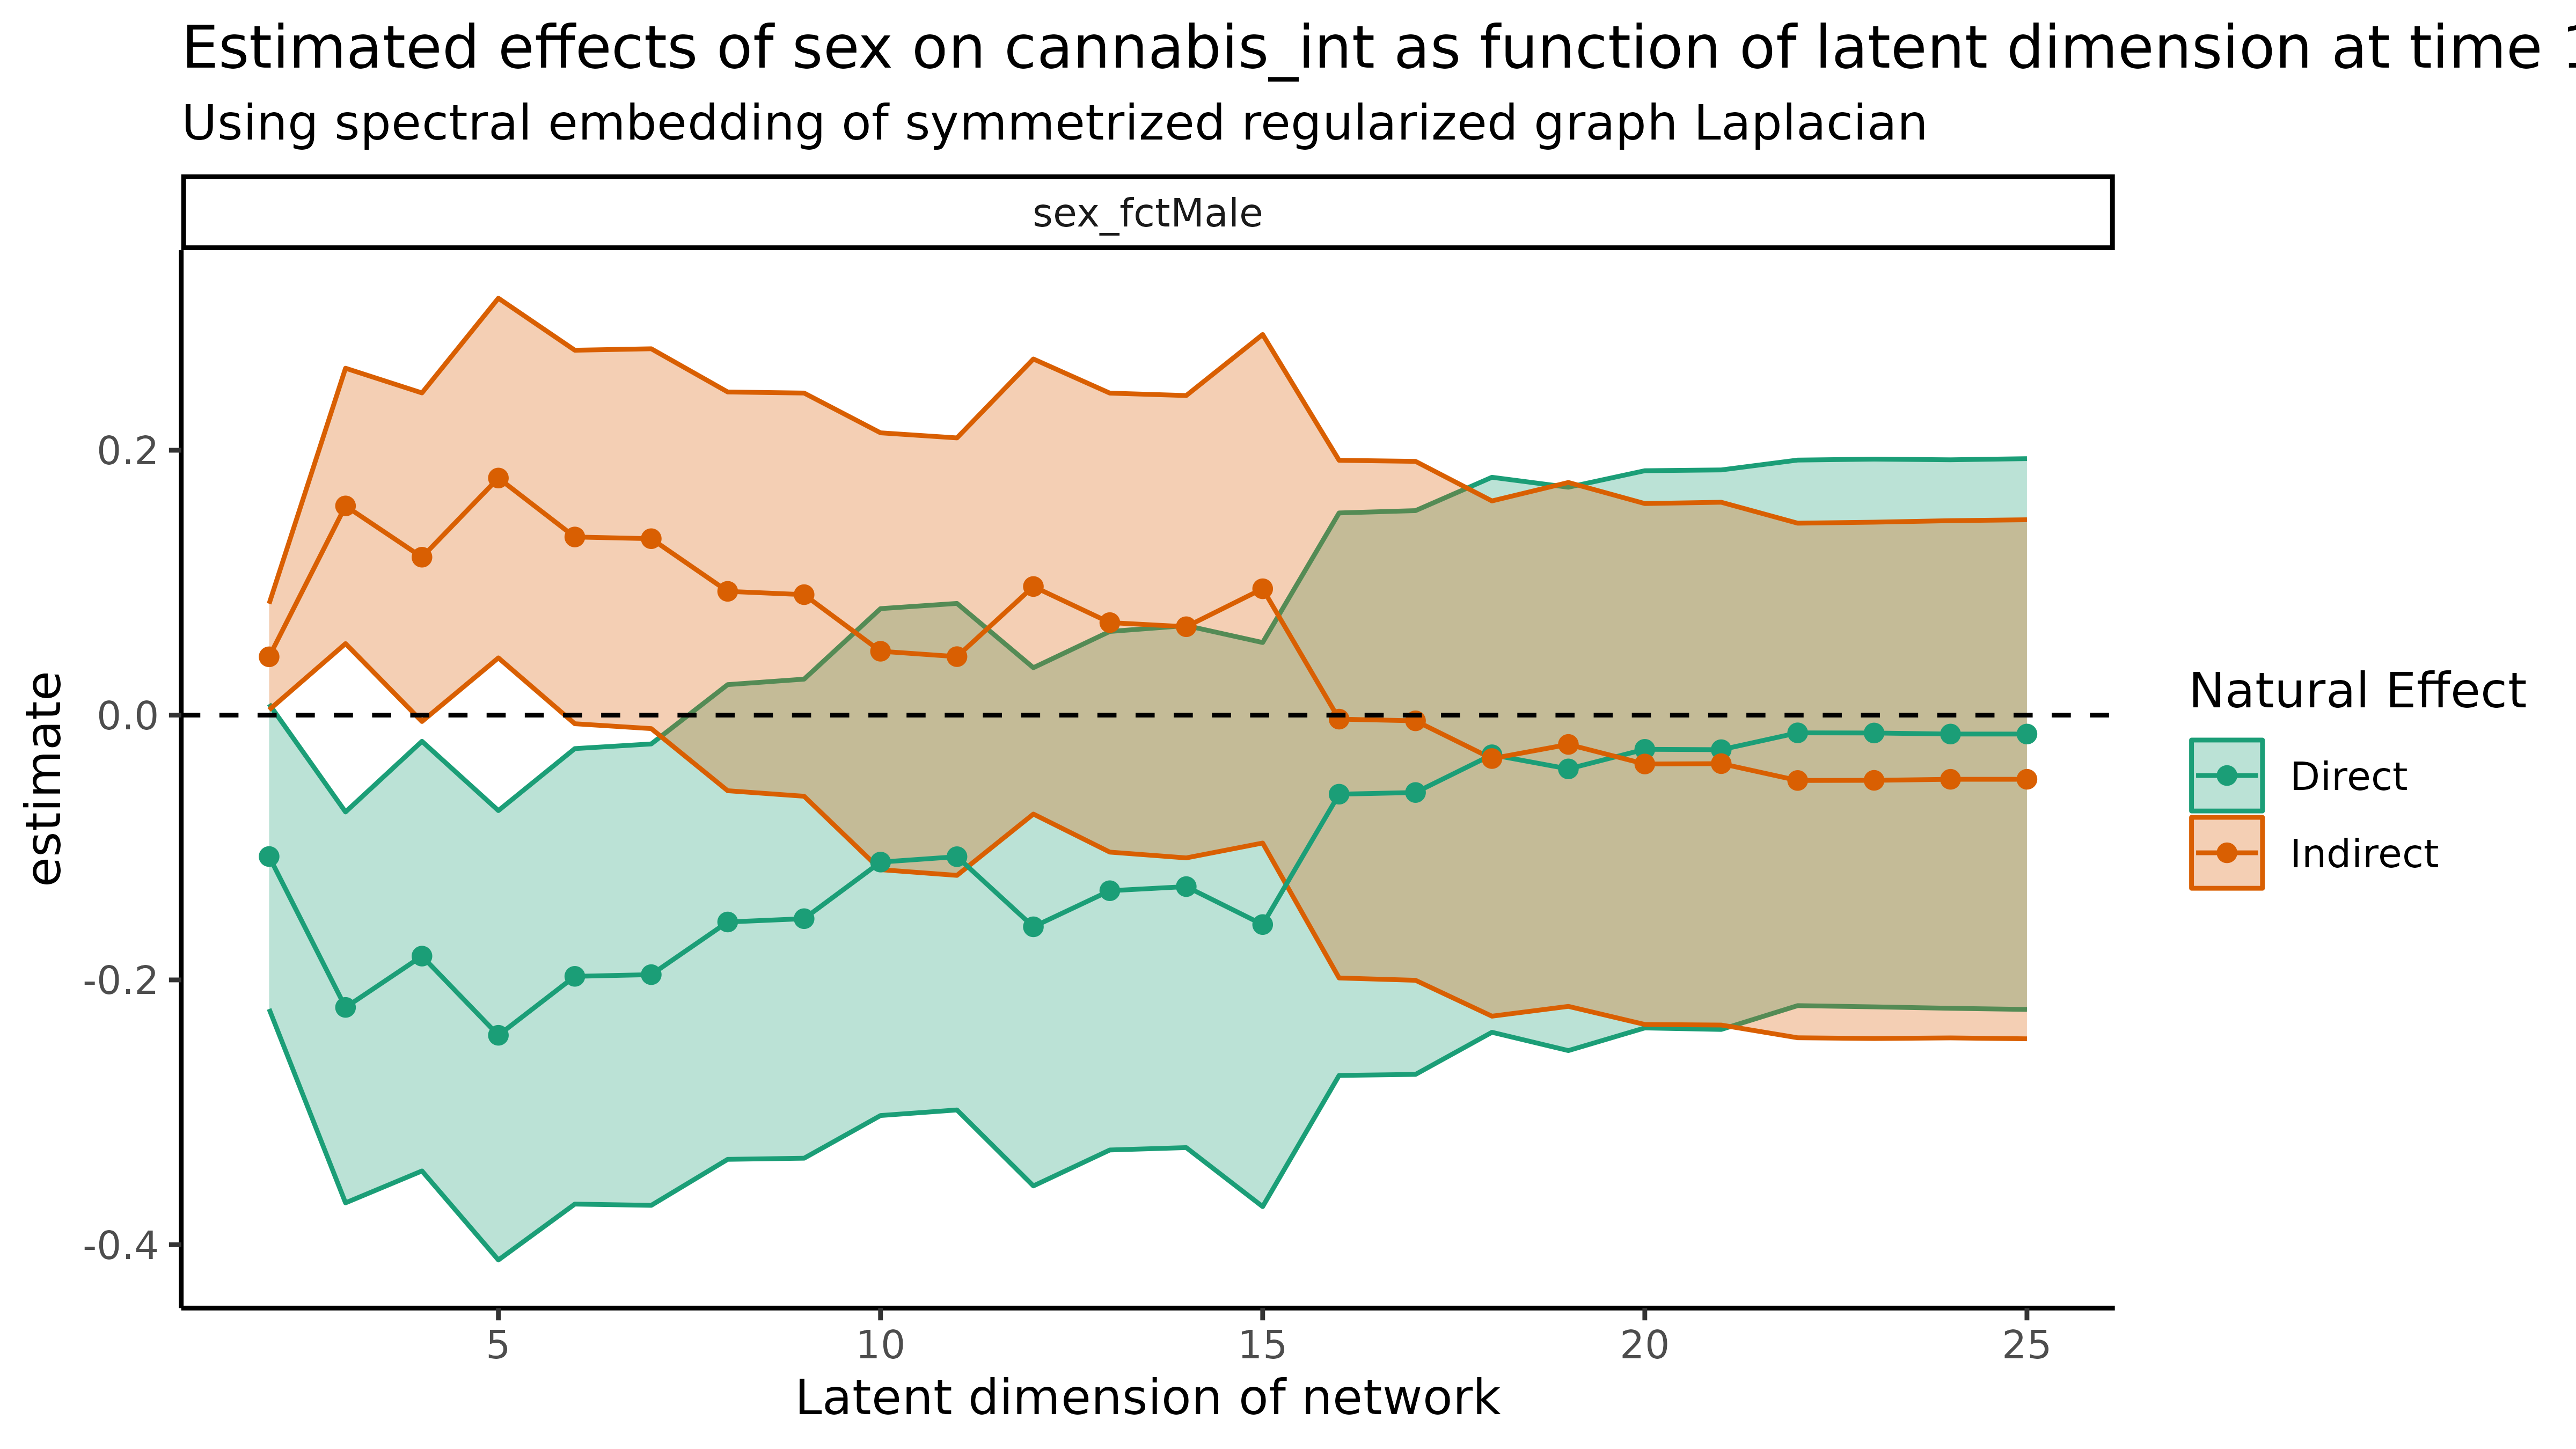 Estimated effects of sex on cannabis_int as function of latent dimension at time
Using spectral embedding of symmetrized regularized graph Laplacian
sex_fctMale
0.2
0.0
-0.2
-0.4
estimate
5 10 15 20 25
Latent dimension of network
Natural Effect
Direct
Indirect